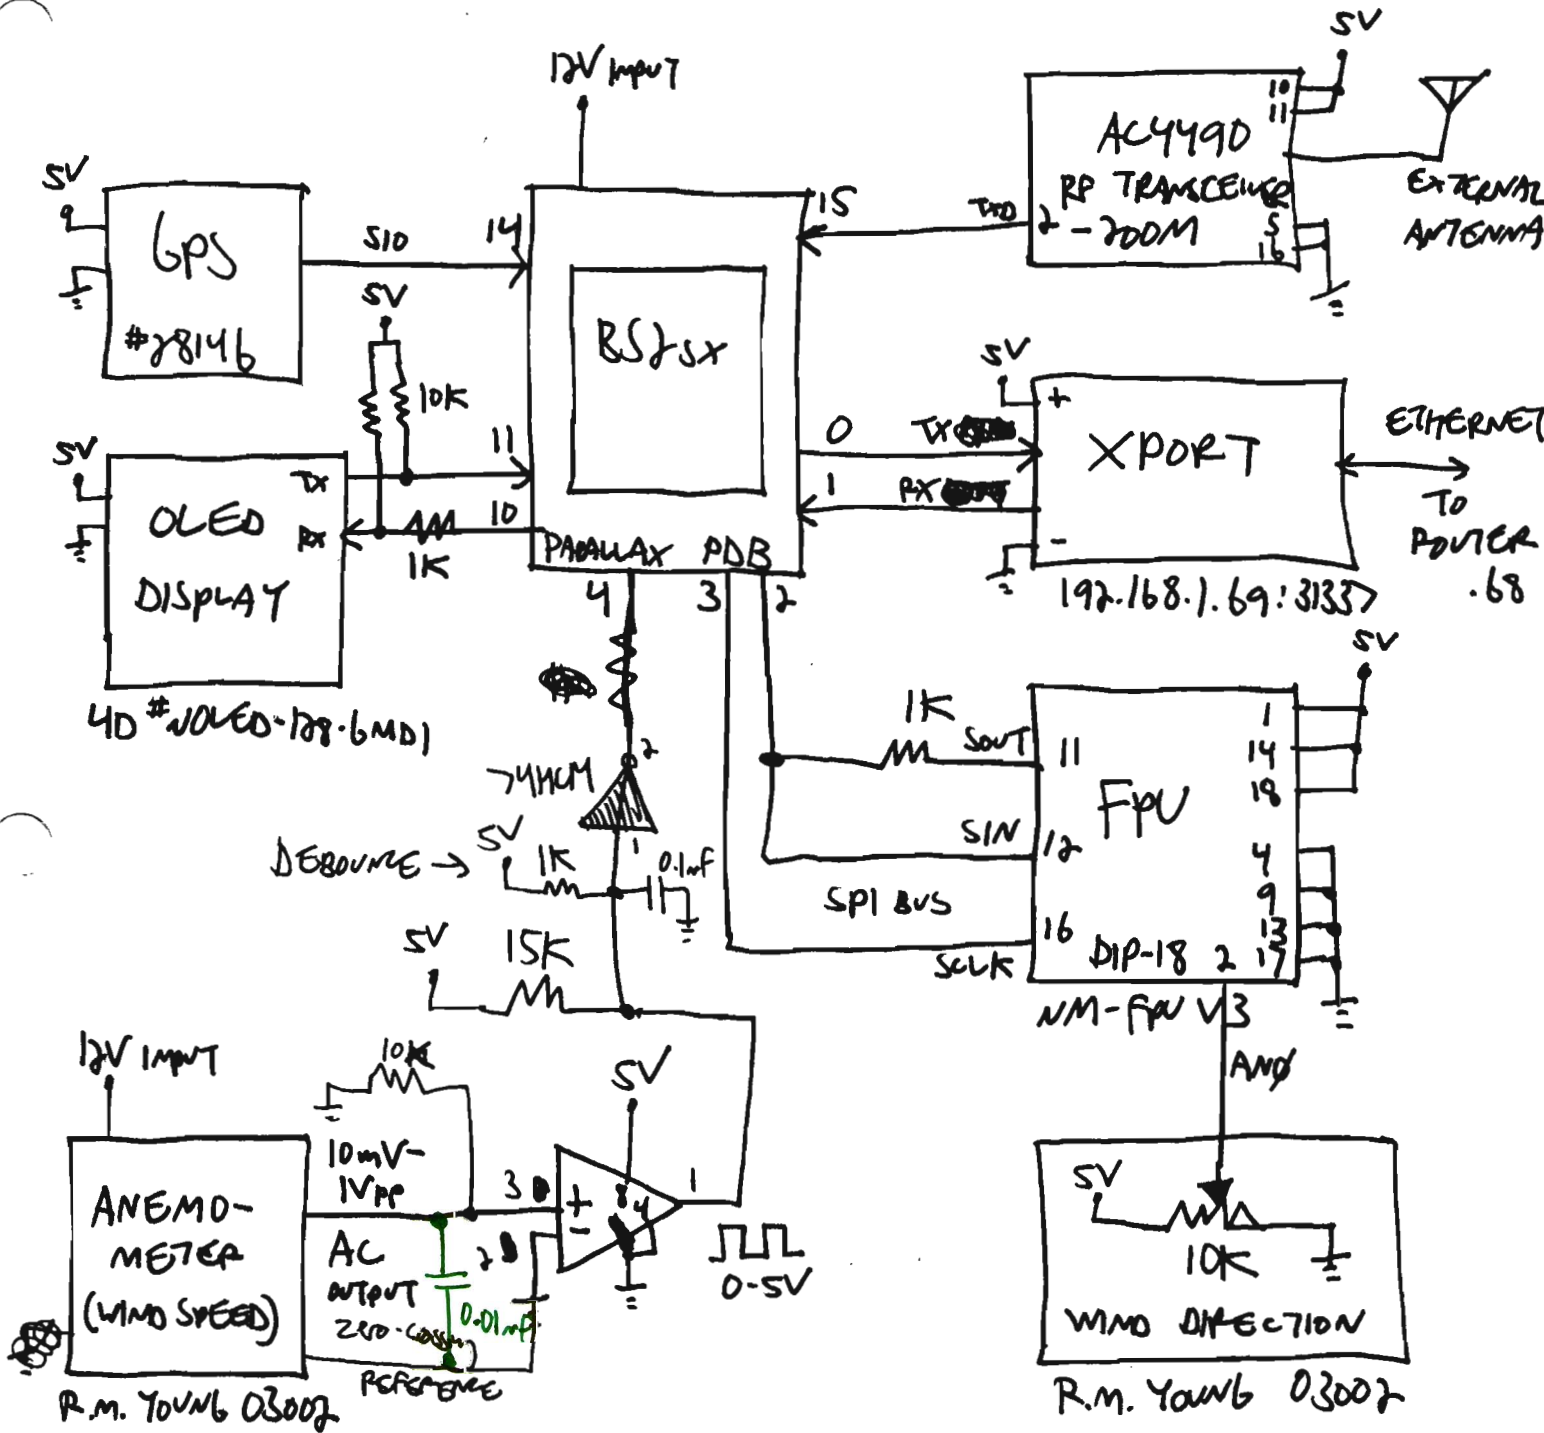 12V INPUT
5V
10
11
AC4490
RF TRANSCEIVER
-200M
TXD
2
5
16
EXTERNAL
ANTENNA
5V
9
GPS
#28146
SIO
14
15
BS2SX
PARALLAX PDB
5V
10K
5V
OLED
DISPLAY
TX
RX
11
10
1K
4D #UOLED-128-GMD1
0
1
TX
RX
5V
+
XPORT
-
192.168.1.69:31337
ETHERNET
TO
ROUTER
.68
4
3
2
2
74HCM
1
DEBOUNCE →
5V
1K
0.1uF
5V
15K
1K
SOUT
11
SIN
12
SPI BUS
SCLK
16
FPU
DIP-18
2
5V
1
14
18
4
9
13
17
UM-FPU V3
AN0
12V INPUT
10K
ANEMO-
METER
(WIND SPEED)
R.M. YOUNG 03002
10mV-
1Vpp
AC
OUTPUT
ZERO-CROSSING
0.01uF
REFERENCE
3
2
+
-
5V
8
4
1
0-5V
5V
10K
WIND DIRECTION
R.M. YOUNG 03002